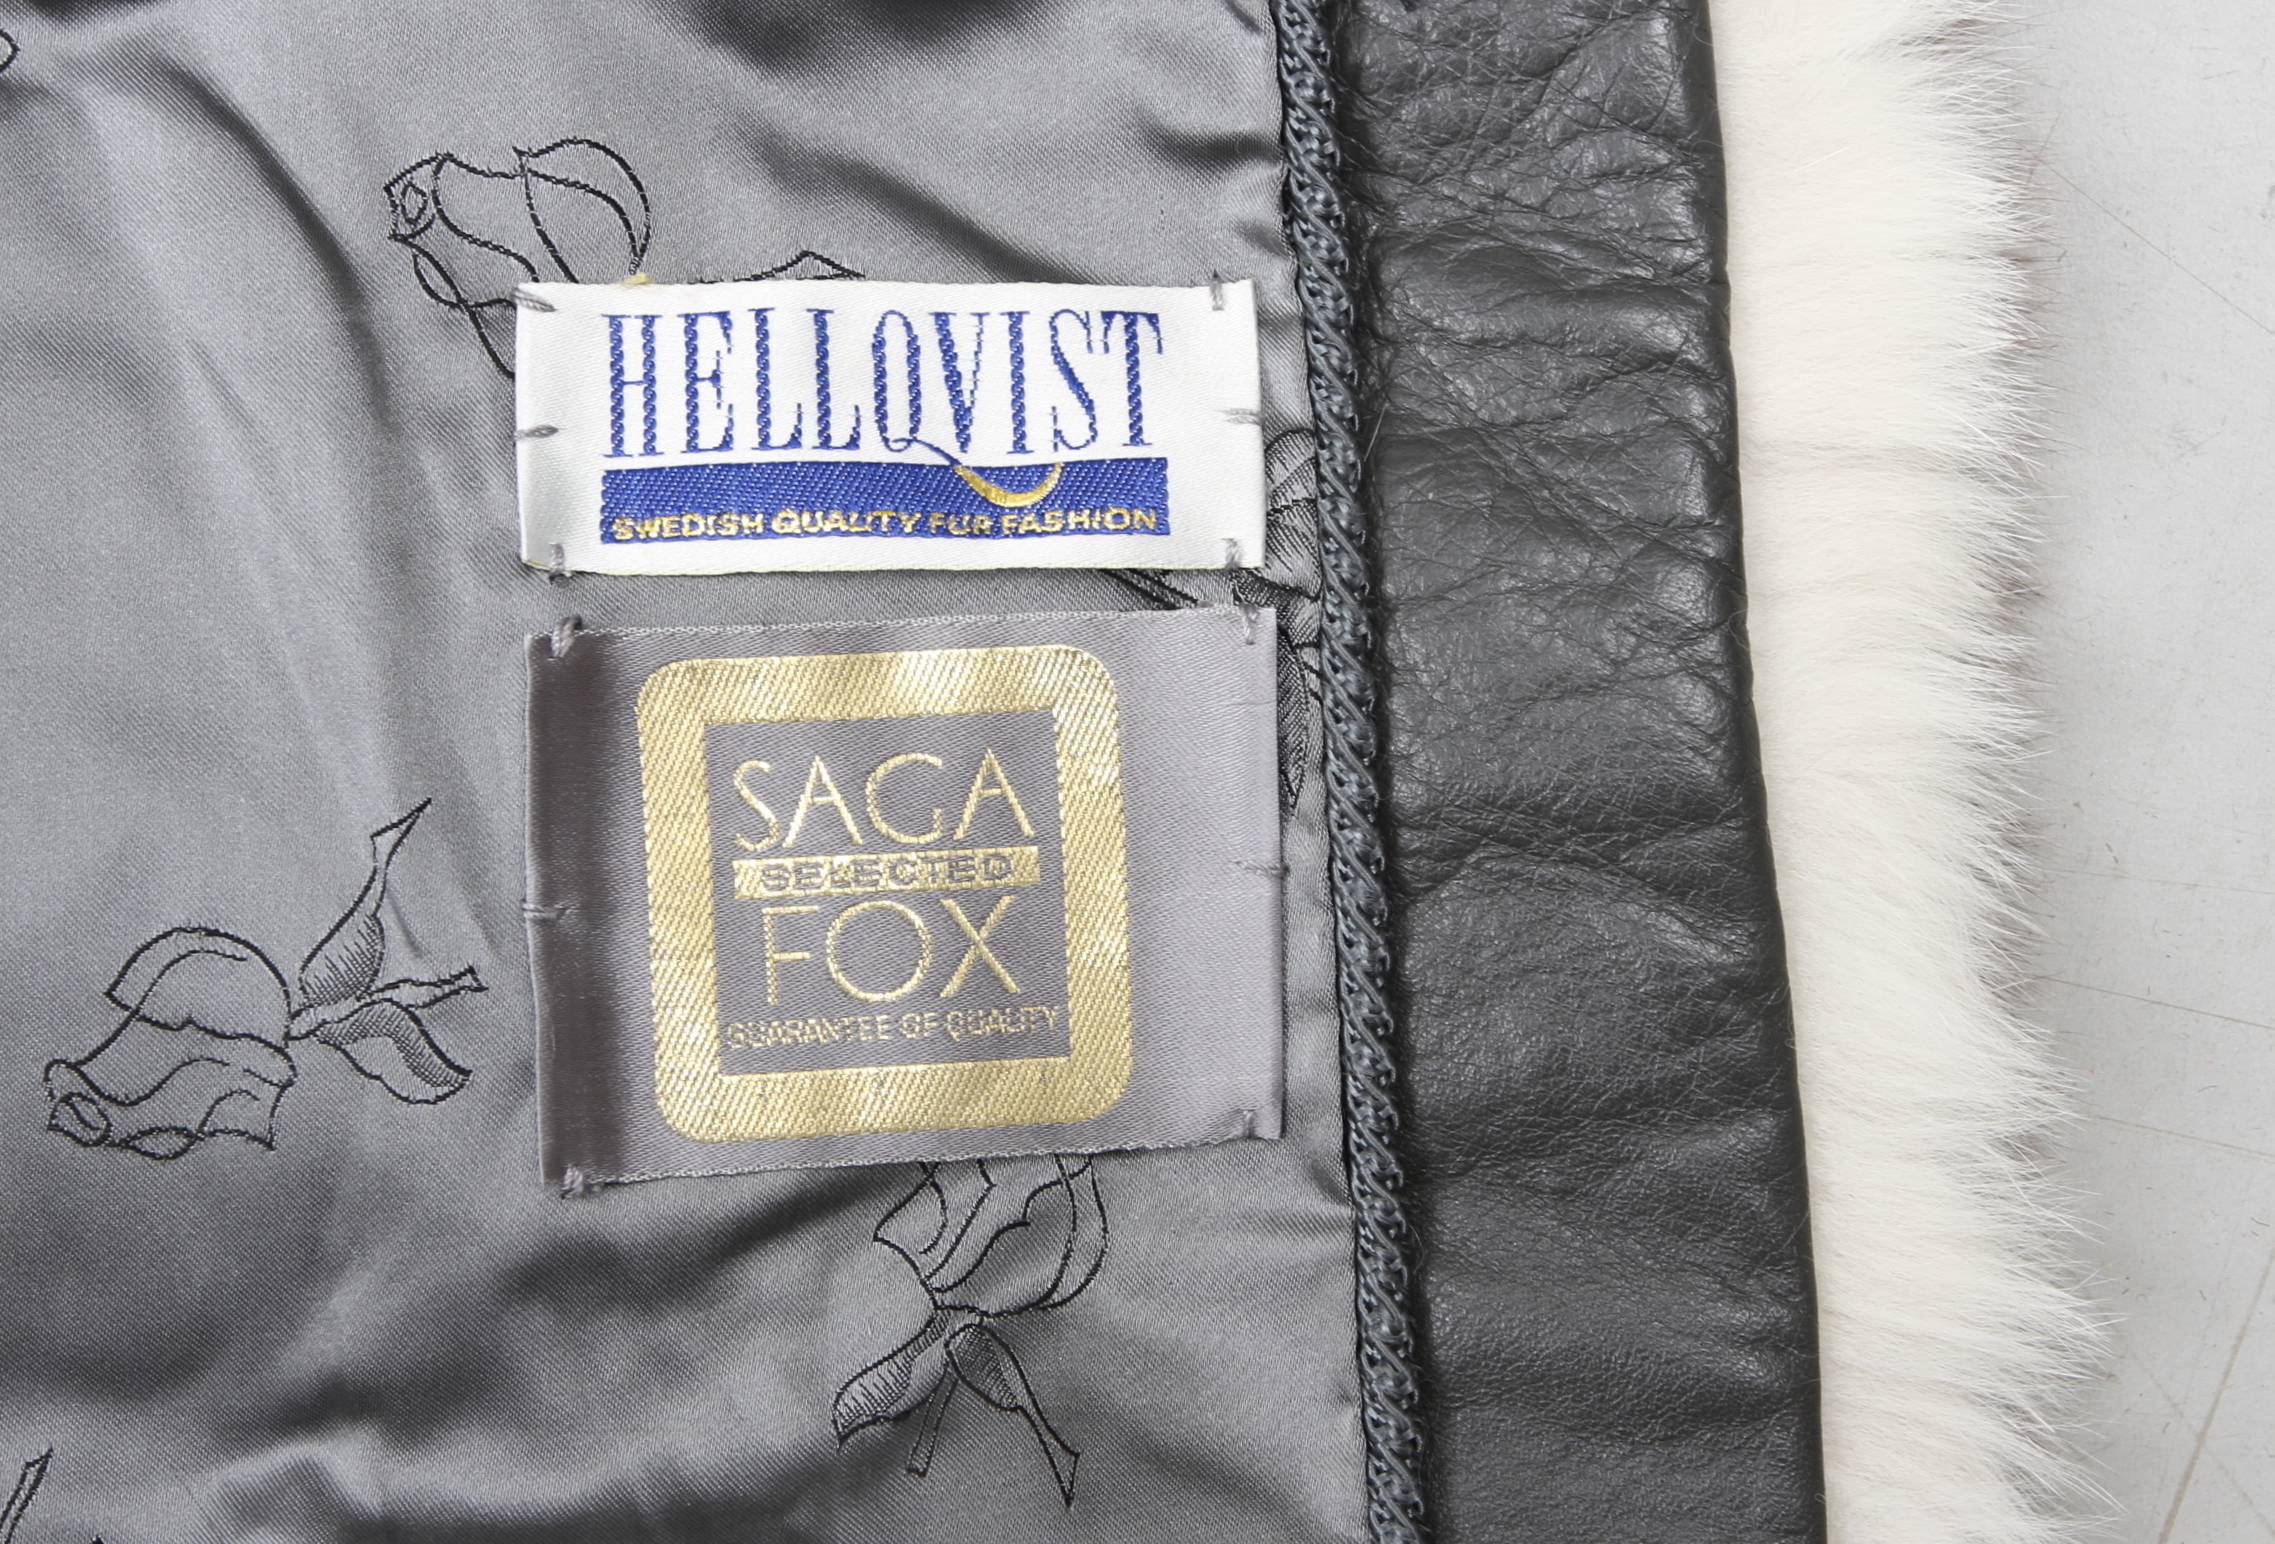 HELLQVIST
SWEDISH QUALITY FUR FASHION
SAGA
SELECTED
FOX
GUARANTEE OF QUALITY